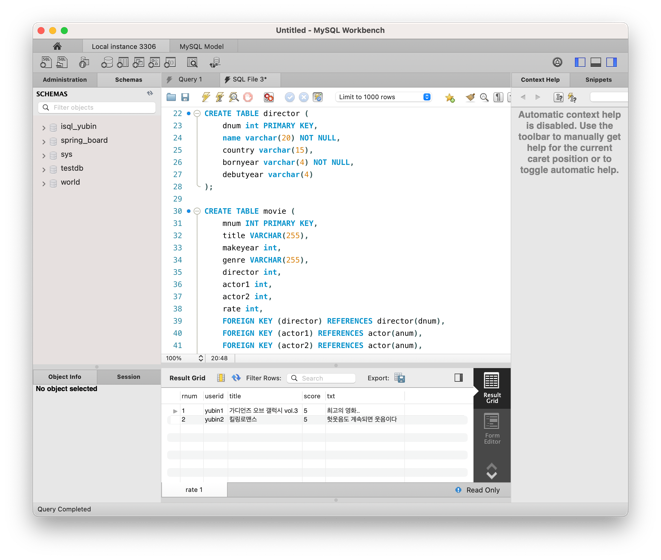 Untitled - MySQL Workbench
Local instance 3306
MySQL Model
Administration
Schemas
Query 1
SQL File 3*
Context Help
Snippets
SCHEMAS
Filter objects
isql_yubin
spring_board
sys
testdb
world
Limit to 1000 rows
22 CREATE TABLE director (
23 dnum int PRIMARY KEY,
24 name varchar(20) NOT NULL,
25 country varchar(15),
26 bornyear varchar(4) NOT NULL,
27 debutyear varchar(4)
28 );
29
30 CREATE TABLE movie (
31 mnum INT PRIMARY KEY,
32 title VARCHAR(255),
33 makeyear int,
34 genre VARCHAR(255),
35 director int,
36 actor1 int,
37 actor2 int,
38 rate int,
39 FOREIGN KEY (director) REFERENCES director(dnum),
40 FOREIGN KEY (actor1) REFERENCES actor(anum),
41 FOREIGN KEY (actor2) REFERENCES actor(anum),
100%
20:48
Automatic context help
is disabled. Use the
toolbar to manually get
help for the current
caret position or to
toggle automatic help.
Object Info
Session
No object selected
Result Grid
Filter Rows:
Search
Export:
rnum userid title score txt
1 yubin1 가디언즈 오브 갤럭시 vol.3 5 최고의 영화..
2 yubin2 킬링로맨스 5 헛웃음도 계속되면 웃음이다
Result
Grid
Form
Editor
rate 1
Read Only
Query Completed